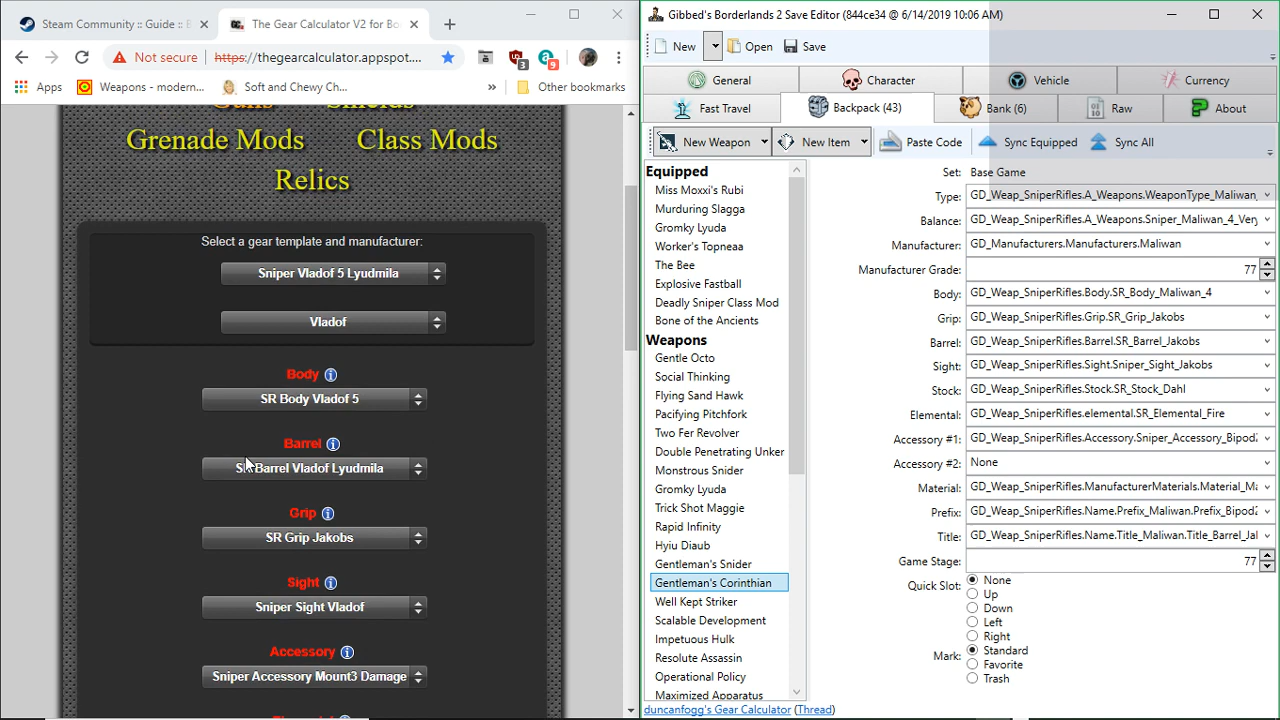 Steam Community :: Guide :: B
The Gear Calculator V2 for Bo
Not secure
https://thegearcalculator.appspot....
3
9
Apps
Weapons - modern...
Soft and Chewy Ch...
»
Other bookmarks
Guns Shields
Grenade Mods Class Mods
Relics
Select a gear template and manufacturer:
Sniper Vladof 5 Lyudmila
Vladof
Body
SR Body Vladof 5
Barrel
SR Barrel Vladof Lyudmila
Grip
SR Grip Jakobs
Sight
Sniper Sight Vladof
Accessory
Sniper Accessory Mount3 Damage
Gibbed's Borderlands 2 Save Editor (844ce34 @ 6/14/2019 10:06 AM)
New Open Save
General Character Vehicle Currency
Fast Travel Backpack (43) Bank (6) Raw About
New Weapon New Item Paste Code Sync Equipped Sync All
Equipped
Miss Moxxi's Rubi
Murduring Slagga
Gromky Lyuda
Worker's Topneaa
The Bee
Explosive Fastball
Deadly Sniper Class Mod
Bone of the Ancients
Weapons
Gentle Octo
Social Thinking
Flying Sand Hawk
Pacifying Pitchfork
Two Fer Revolver
Double Penetrating Unker
Monstrous Snider
Gromky Lyuda
Trick Shot Maggie
Rapid Infinity
Hyiu Daub
Gentleman's Snider
Gentleman's Corinthian
Well Kept Striker
Scalable Development
Impetuous Hulk
Resolute Assassin
Operational Policy
Maximized Apparatus
duncanfogg's Gear Calculator (Thread)
Set: Base Game
Type: GD_Weap_SniperRifles.A_Weapons.WeaponType_Maliwan_
Balance: GD_Weap_SniperRifles.A_Weapons.Sniper_Maliwan_4_Very
Manufacturer: GD_Manufacturers.Manufacturers.Maliwan
Manufacturer Grade: 77
Body: GD_Weap_SniperRifles.Body.SR_Body_Maliwan_4
Grip: GD_Weap_SniperRifles.Grip.SR_Grip_Jakobs
Barrel: GD_Weap_SniperRifles.Barrel.SR_Barrel_Jakobs
Sight: GD_Weap_SniperRifles.Sight.Sniper_Sight_Jakobs
Stock: GD_Weap_SniperRifles.Stock.SR_Stock_Dahl
Elemental: GD_Weap_SniperRifles.elemental.SR_Elemental_Fire
Accessory #1: GD_Weap_SniperRifles.Accessory.Sniper_Accessory_Bipod
Accessory #2: None
Material: GD_Weap_SniperRifles.ManufacturerMaterials.Material_Ma
Prefix: GD_Weap_SniperRifles.Name.Prefix_Maliwan.Prefix_Bipod2
Title: GD_Weap_SniperRifles.Name.Title_Maliwan.Title_Barrel_Jal
Game Stage: 77
Quick Slot: None
Up
Down
Left
Right
Mark: Standard
Favorite
Trash